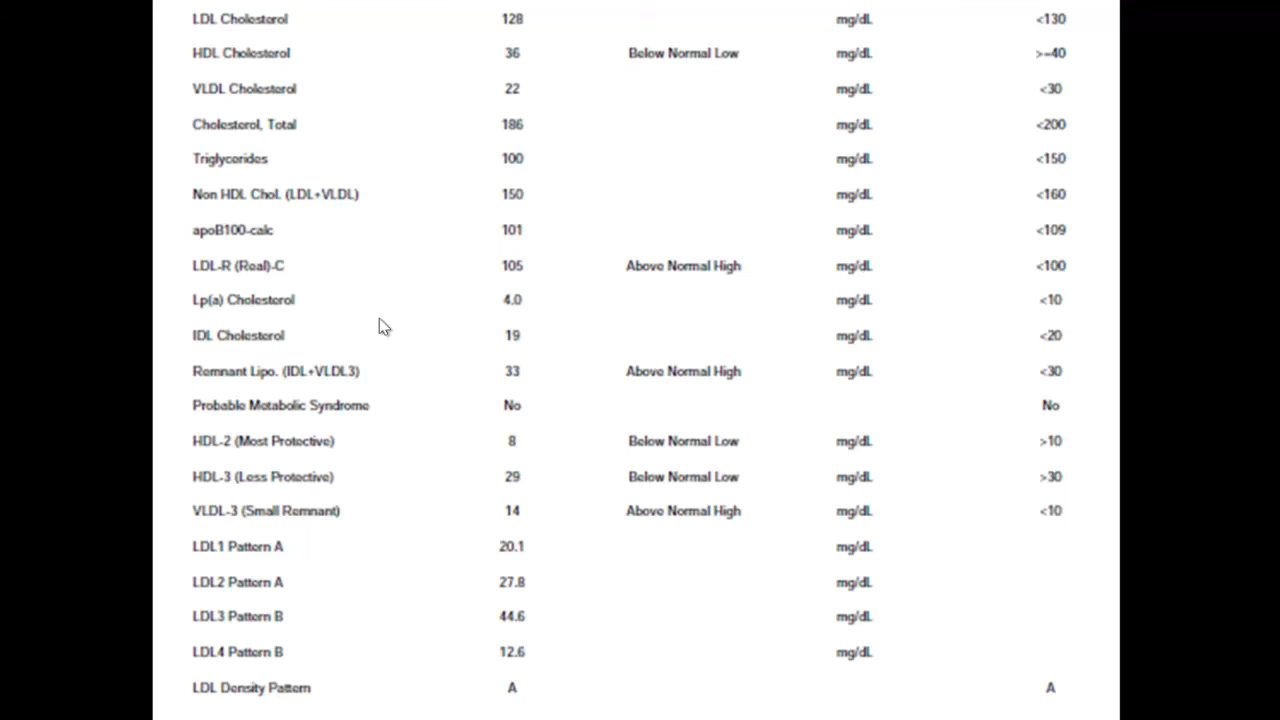 LDL Cholesterol 128 mg/dL <130
HDL Cholesterol 36 Below Normal Low mg/dL >=40
VLDL Cholesterol 22 mg/dL <30
Cholesterol, Total 186 mg/dL <200
Triglycerides 100 mg/dL <150
Non HDL Chol. (LDL+VLDL) 150 mg/dL <160
apoB100-calc 101 mg/dL <109
LDL-R (Real)-C 105 Above Normal High mg/dL <100
Lp(a) Cholesterol 4.0 mg/dL <10
IDL Cholesterol 19 mg/dL <20
Remnant Lipo. (IDL+VLDL3) 33 Above Normal High mg/dL <30
Probable Metabolic Syndrome No No
HDL-2 (Most Protective) 8 Below Normal Low mg/dL >10
HDL-3 (Less Protective) 29 Below Normal Low mg/dL >30
VLDL-3 (Small Remnant) 14 Above Normal High mg/dL <10
LDL1 Pattern A 20.1 mg/dL
LDL2 Pattern A 27.8 mg/dL
LDL3 Pattern B 44.6 mg/dL
LDL4 Pattern B 12.6 mg/dL
LDL Density Pattern A A